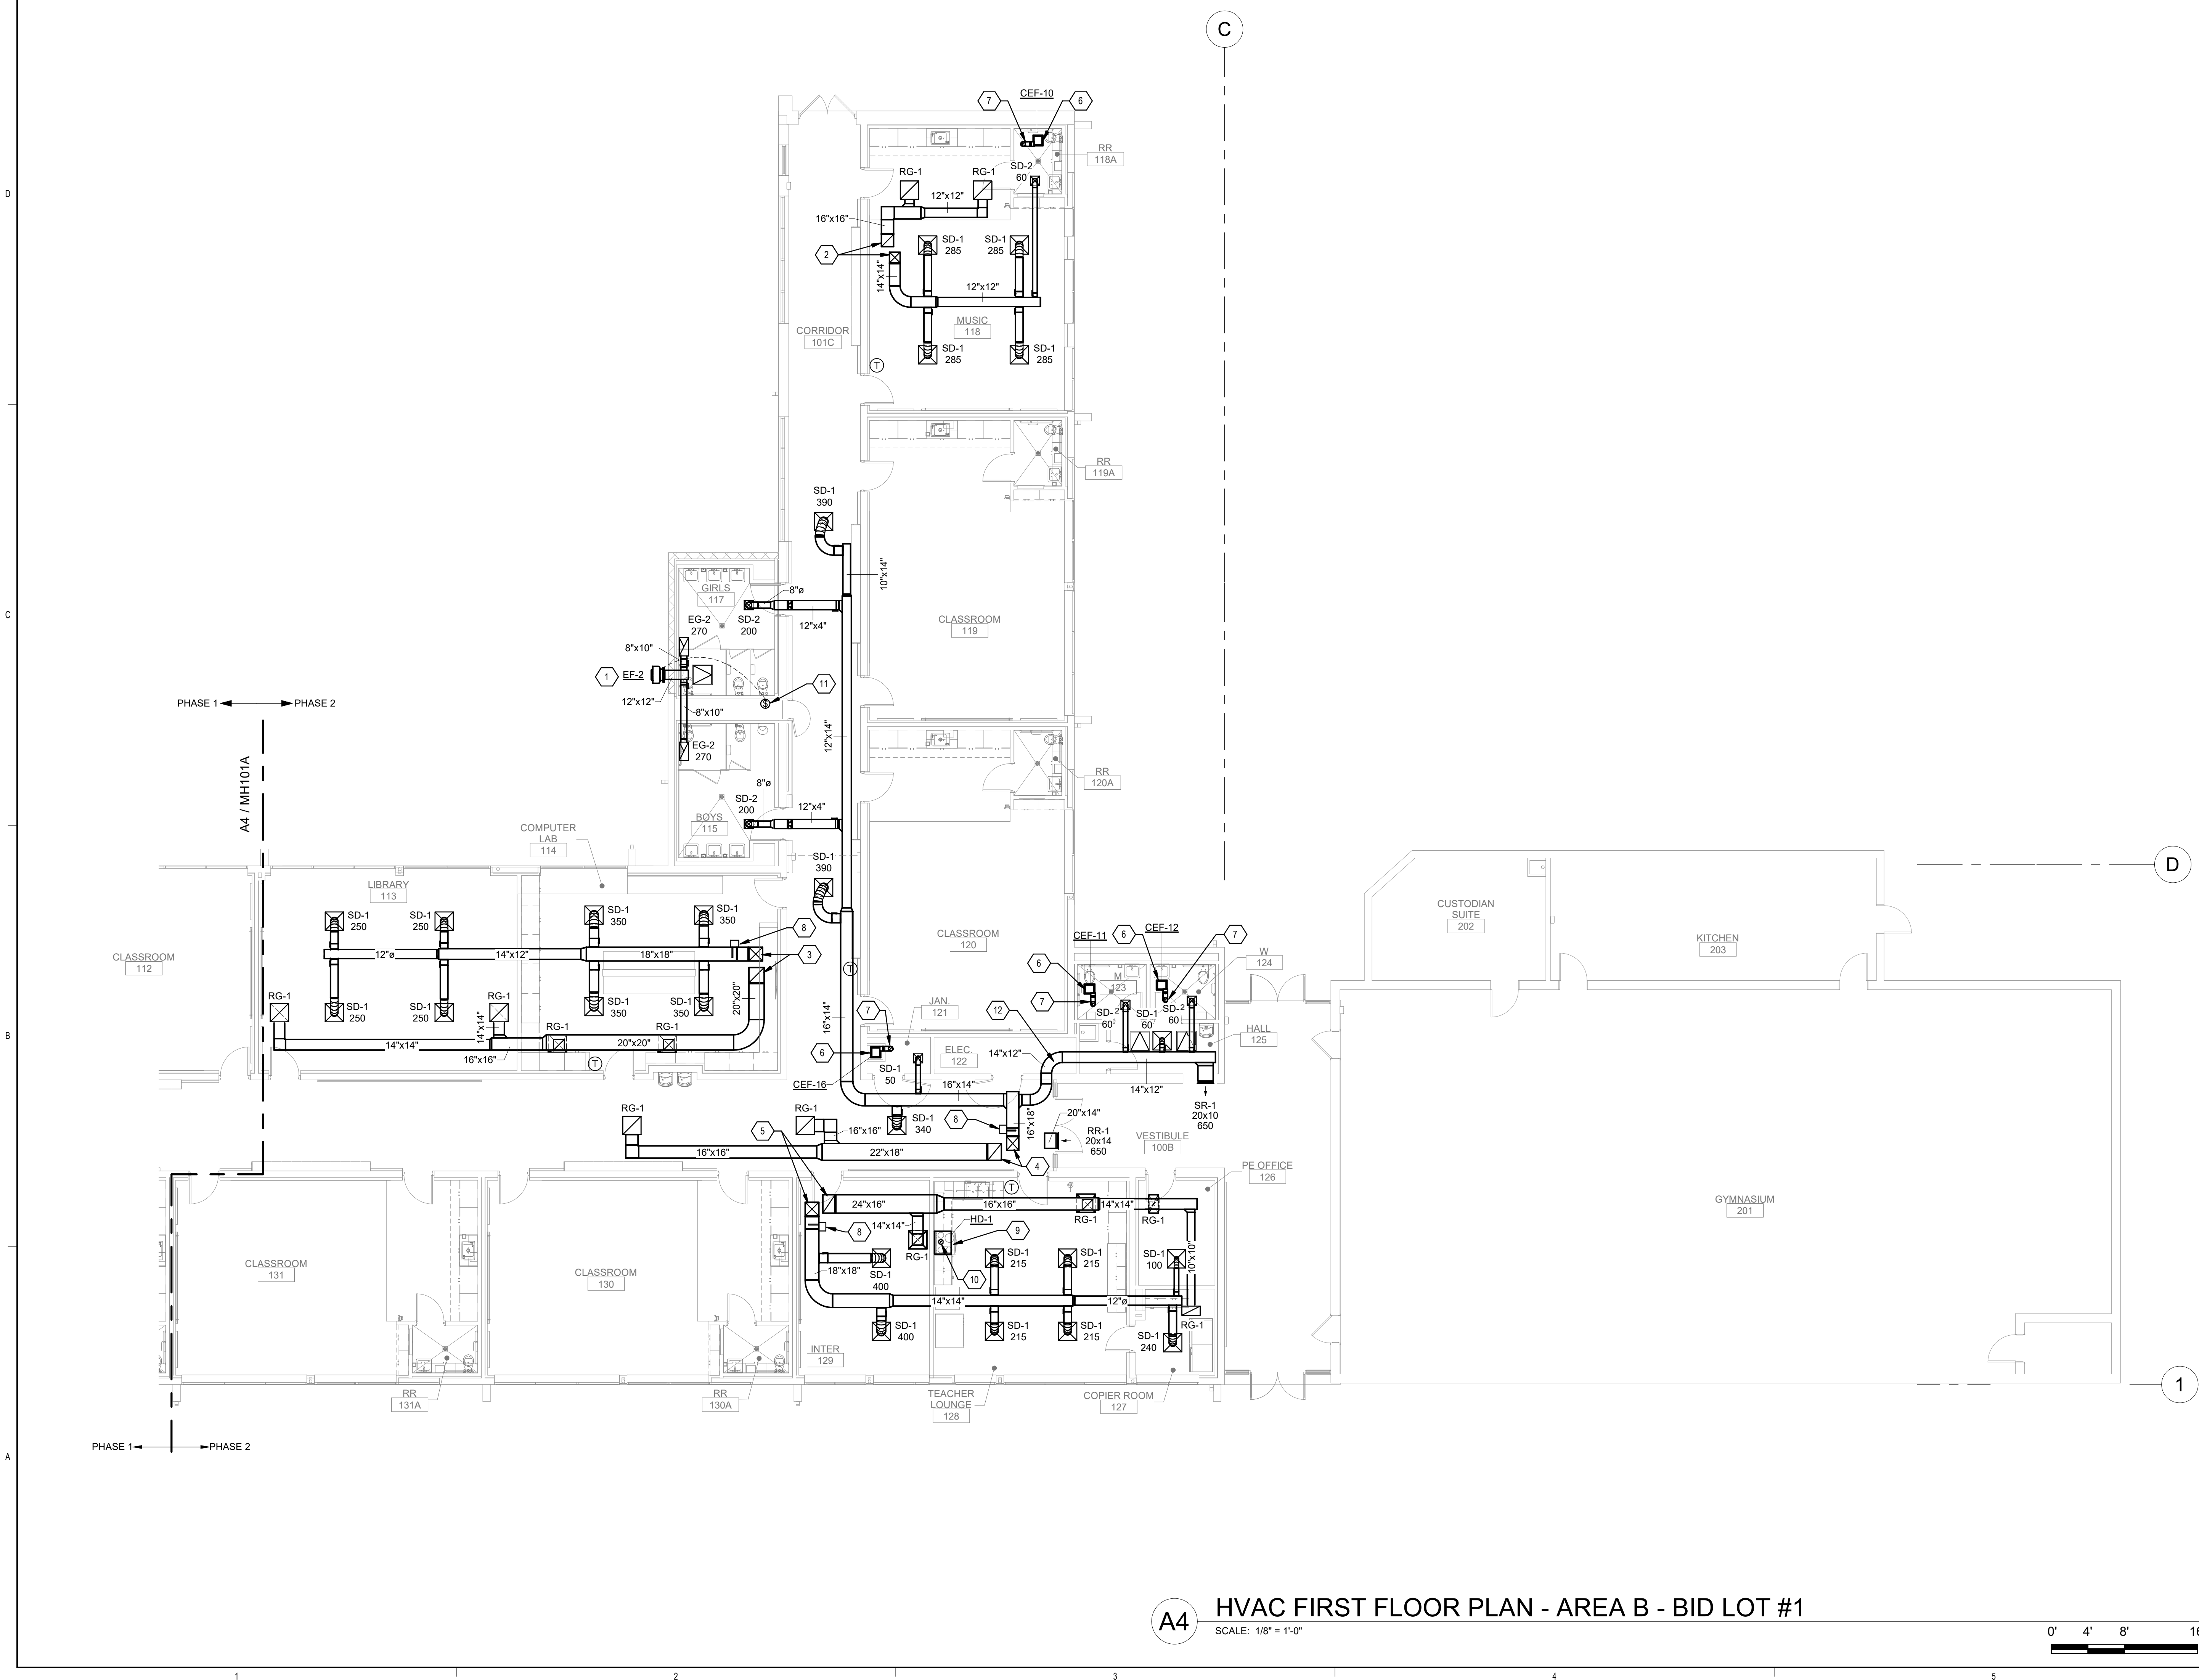 C
D
C
B
A
7
CEF-10
6
RR
118A
SD-2
60
RG-1
RG-1
12"x12"
16"x16"
2
SD-1
285
SD-1
285
14"x14"
12"x12"
MUSIC
118
CORRIDOR
101C
SD-1
285
SD-1
285
T
RR
119A
SD-1
390
10"x14"
GIRLS
117
8"ø
12"x4"
EG-2
270
SD-2
200
CLASSROOM
119
8"x10"
1
EF-2
12"x12"
8"x10"
S
11
PHASE 1
PHASE 2
A4 / MH101A
12"x14"
EG-2
270
RR
120A
8"ø
SD-2
200
12"x4"
BOYS
115
COMPUTER
LAB
114
SD-1
390
D
LIBRARY
113
SD-1
250
SD-1
250
SD-1
350
SD-1
350
8
CUSTODIAN
SUITE
202
KITCHEN
203
CLASSROOM
112
12"ø
14"x12"
18"x18"
3
CLASSROOM
120
T
CEF-11
6
CEF-12
7
W
124
6
M
123
7
RG-1
SD-1
250
SD-1
250
RG-1
14"x14"
SD-1
350
SD-1
350
20"x20"
16"x14"
7
JAN.
121
12
SD-2
60
SD-1
60
SD-2
60
HALL
125
RG-1
RG-1
14"x14"
16"x16"
20"x20"
T
6
ELEC.
122
14"x12"
SD-1
50
CEF-16
16"x14"
14"x12"
SR-1
20x10
650
RG-1
RG-1
SD-1
340
8
16"x18"
20"x14"
RR-1
20x14
650
VESTIBULE
100B
5
16"x16"
16"x16"
22"x18"
4
PE OFFICE
126
GYMNASIUM
201
T
24"x16"
16"x16"
14"x14"
RG-1
RG-1
8
14"x14"
HD-1
9
RG-1
CLASSROOM
131
CLASSROOM
130
18"x18"
SD-1
400
10
SD-1
215
SD-1
215
SD-1
100
10"x10"
14"x14"
12"ø
SD-1
400
SD-1
215
SD-1
215
SD-1
240
RG-1
INTER
129
1
RR
131A
RR
130A
TEACHER
LOUNGE
128
COPIER ROOM
127
PHASE 1
PHASE 2
A4
HVAC FIRST FLOOR PLAN - AREA B - BID LOT #1
SCALE: 1/8" = 1'-0"
0' 4' 8' 16
1 2 3 4 5